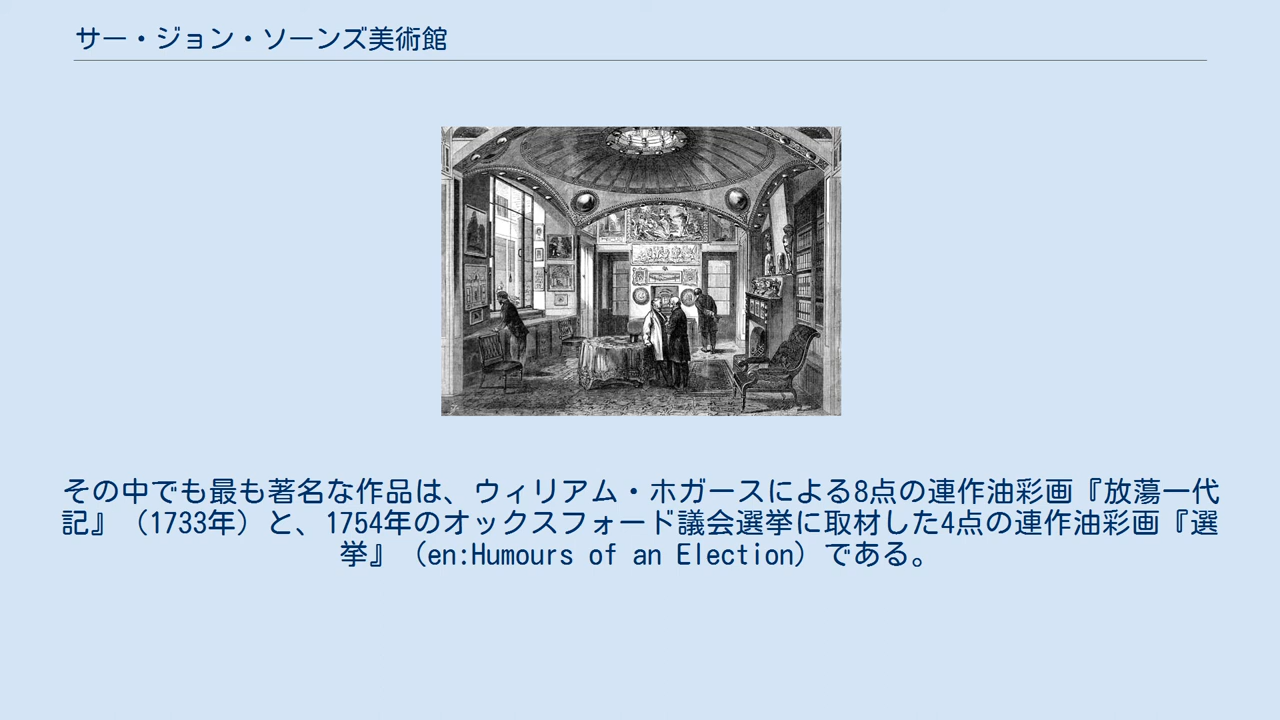 サー・ジョン・ソーンズ美術館
その中でも最も著名な作品は、ウィリアム・ホガースによる8点の連作油彩画『放蕩一代
記』（1733年）と、1754年のオックスフォード議会選挙に取材した4点の連作油彩画『選
挙』（en:Humours of an Election）である。